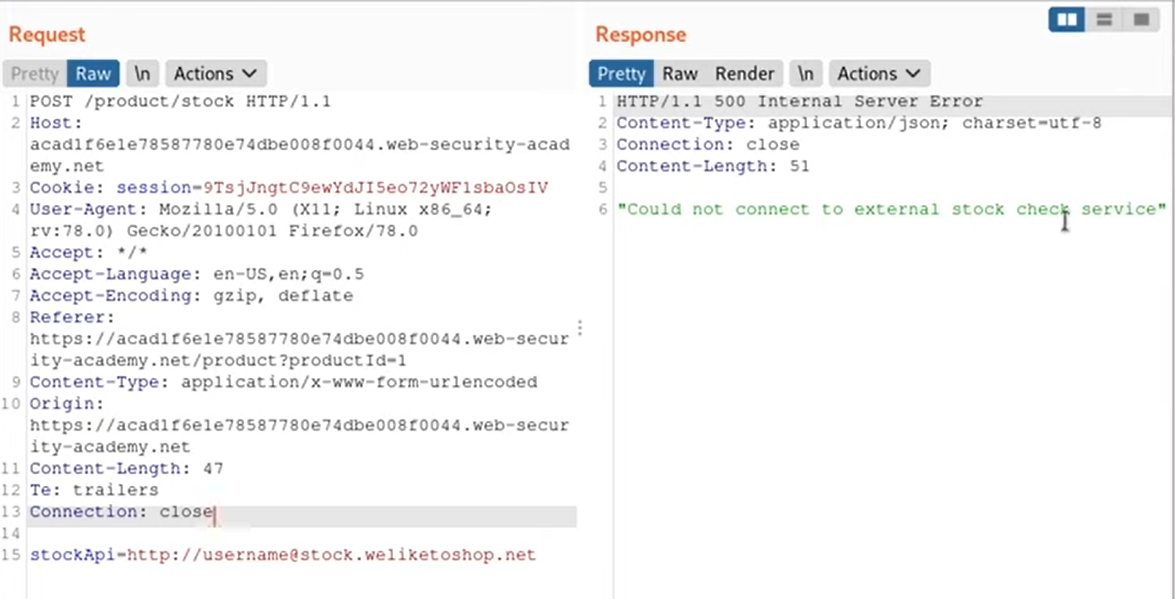 Request
Pretty Raw \n Actions
1 POST /product/stock HTTP/1.1
2 Host:
acad1f6e1e78587780e74dbe008f0044.web-security-acad
emy.net
3 Cookie: session=9TsjJngtC9ewYdJI5eo72yWF1sbaOsIV
4 User-Agent: Mozilla/5.0 (X11; Linux x86_64;
rv:78.0) Gecko/20100101 Firefox/78.0
5 Accept: */*
6 Accept-Language: en-US,en;q=0.5
7 Accept-Encoding: gzip, deflate
8 Referer:
https://acad1f6e1e78587780e74dbe008f0044.web-secur
ity-academy.net/product?productId=1
9 Content-Type: application/x-www-form-urlencoded
10 Origin:
https://acad1f6e1e78587780e74dbe008f0044.web-secur
ity-academy.net
11 Content-Length: 47
12 Te: trailers
13 Connection: close
14
15 stockApi=http://username@stock.weliketoshop.net
Response
Pretty Raw Render \n Actions
1 HTTP/1.1 500 Internal Server Error
2 Content-Type: application/json; charset=utf-8
3 Connection: close
4 Content-Length: 51
5
6 "Could not connect to external stock check service"